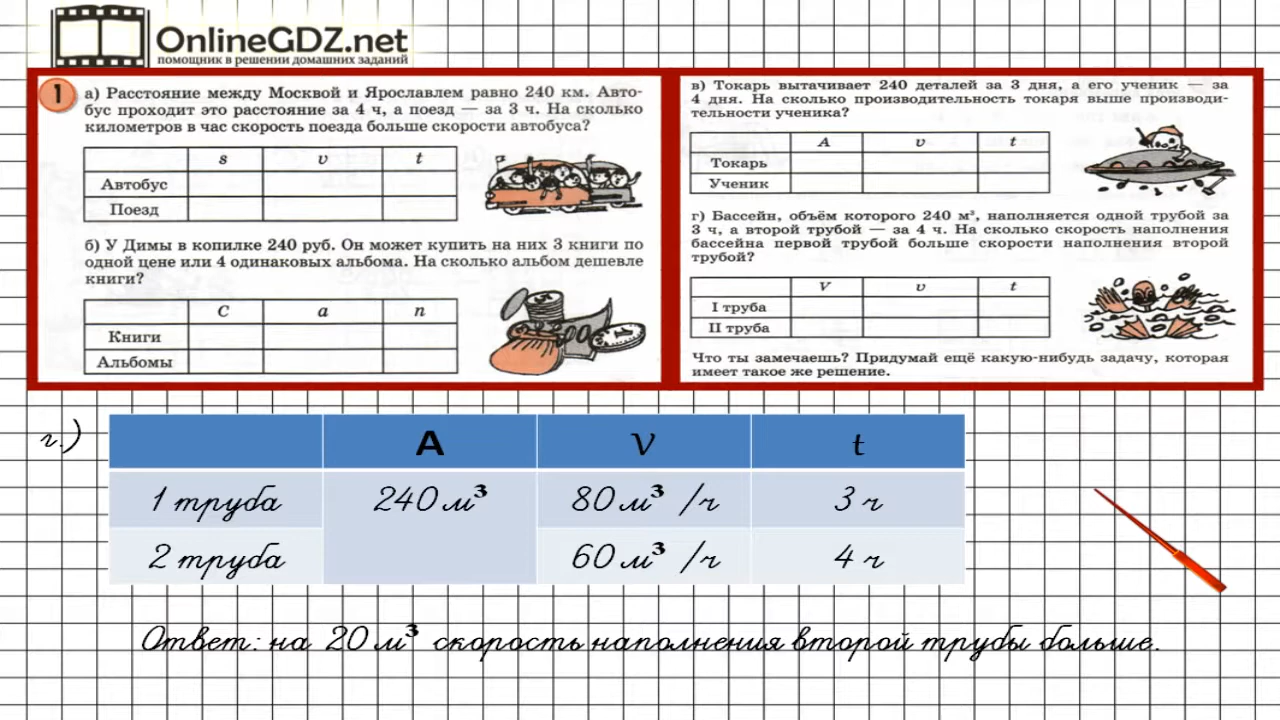 OnlineGDZ.net
помощник в решении домашних заданий
1
а) Расстояние между Москвой и Ярославлем равно 240 км. Авто-
бус проходит это расстояние за 4 ч, а поезд — за 3 ч. На сколько
километров в час скорость поезда больше скорости автобуса?
s v t
Автобус
Поезд
б) У Димы в копилке 240 руб. Он может купить на них 3 книги по
одной цене или 4 одинаковых альбома. На сколько альбом дешевле
книги?
C a n
Книги
Альбомы
в) Токарь вытачивает 240 деталей за 3 дня, а его ученик — за
4 дня. На сколько производительность токаря выше производи-
тельности ученика?
A v t
Токарь
Ученик
г) Бассейн, объём которого 240 м³, наполняется одной трубой за
3 ч, а второй трубой — за 4 ч. На сколько скорость наполнения
бассейна первой трубой больше скорости наполнения второй
трубой?
V v t
I труба
II труба
Что ты замечаешь? Придумай ещё какую-нибудь задачу, которая
имеет такое же решение.
г.)
А V t
1 труба 240 м³ 80 м³ /ч 3 ч
2 труба 60 м³ /ч 4 ч
Ответ: на 20 м³ скорость наполнения второй трубы больше.